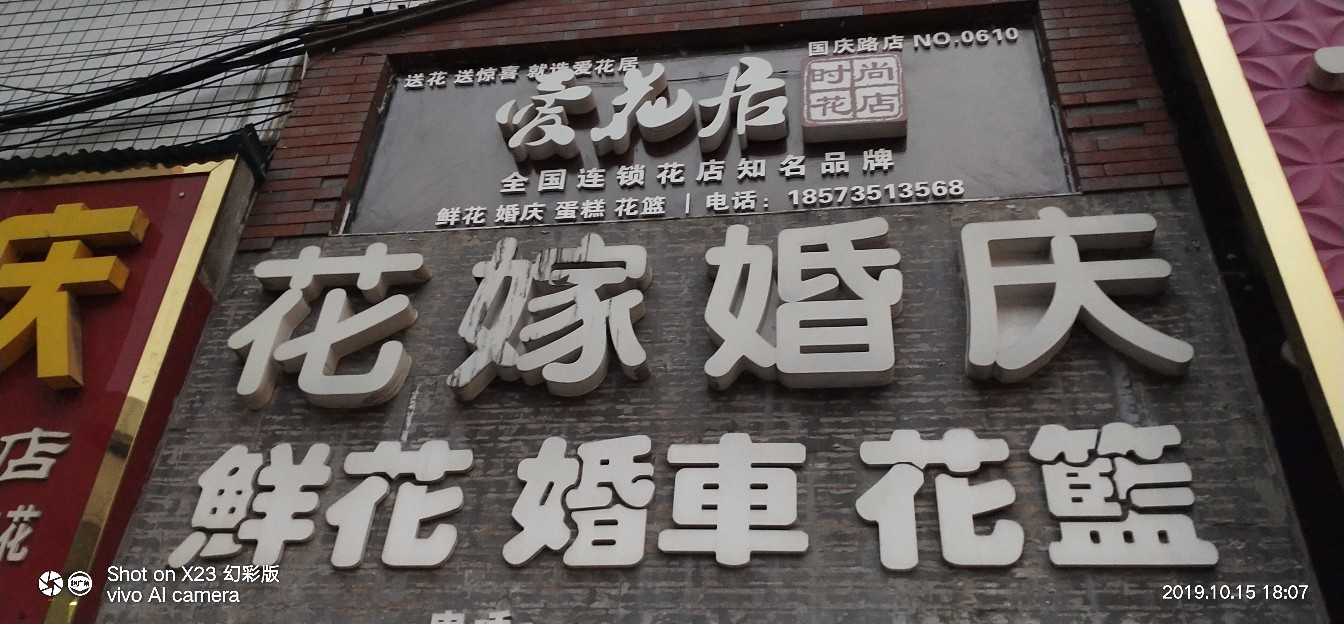 国庆路店 NO.0610
送花 送惊喜 就选爱花居
爱花居
时尚
花店
全国连锁花店知名品牌
鲜花 婚庆 蛋糕 花篮 | 电话：18573513568
花嫁婚庆
鲜花 婚車 花籃
庆
店
花
Shot on X23 幻彩版
vivo AI camera
2019.10.15 18:07